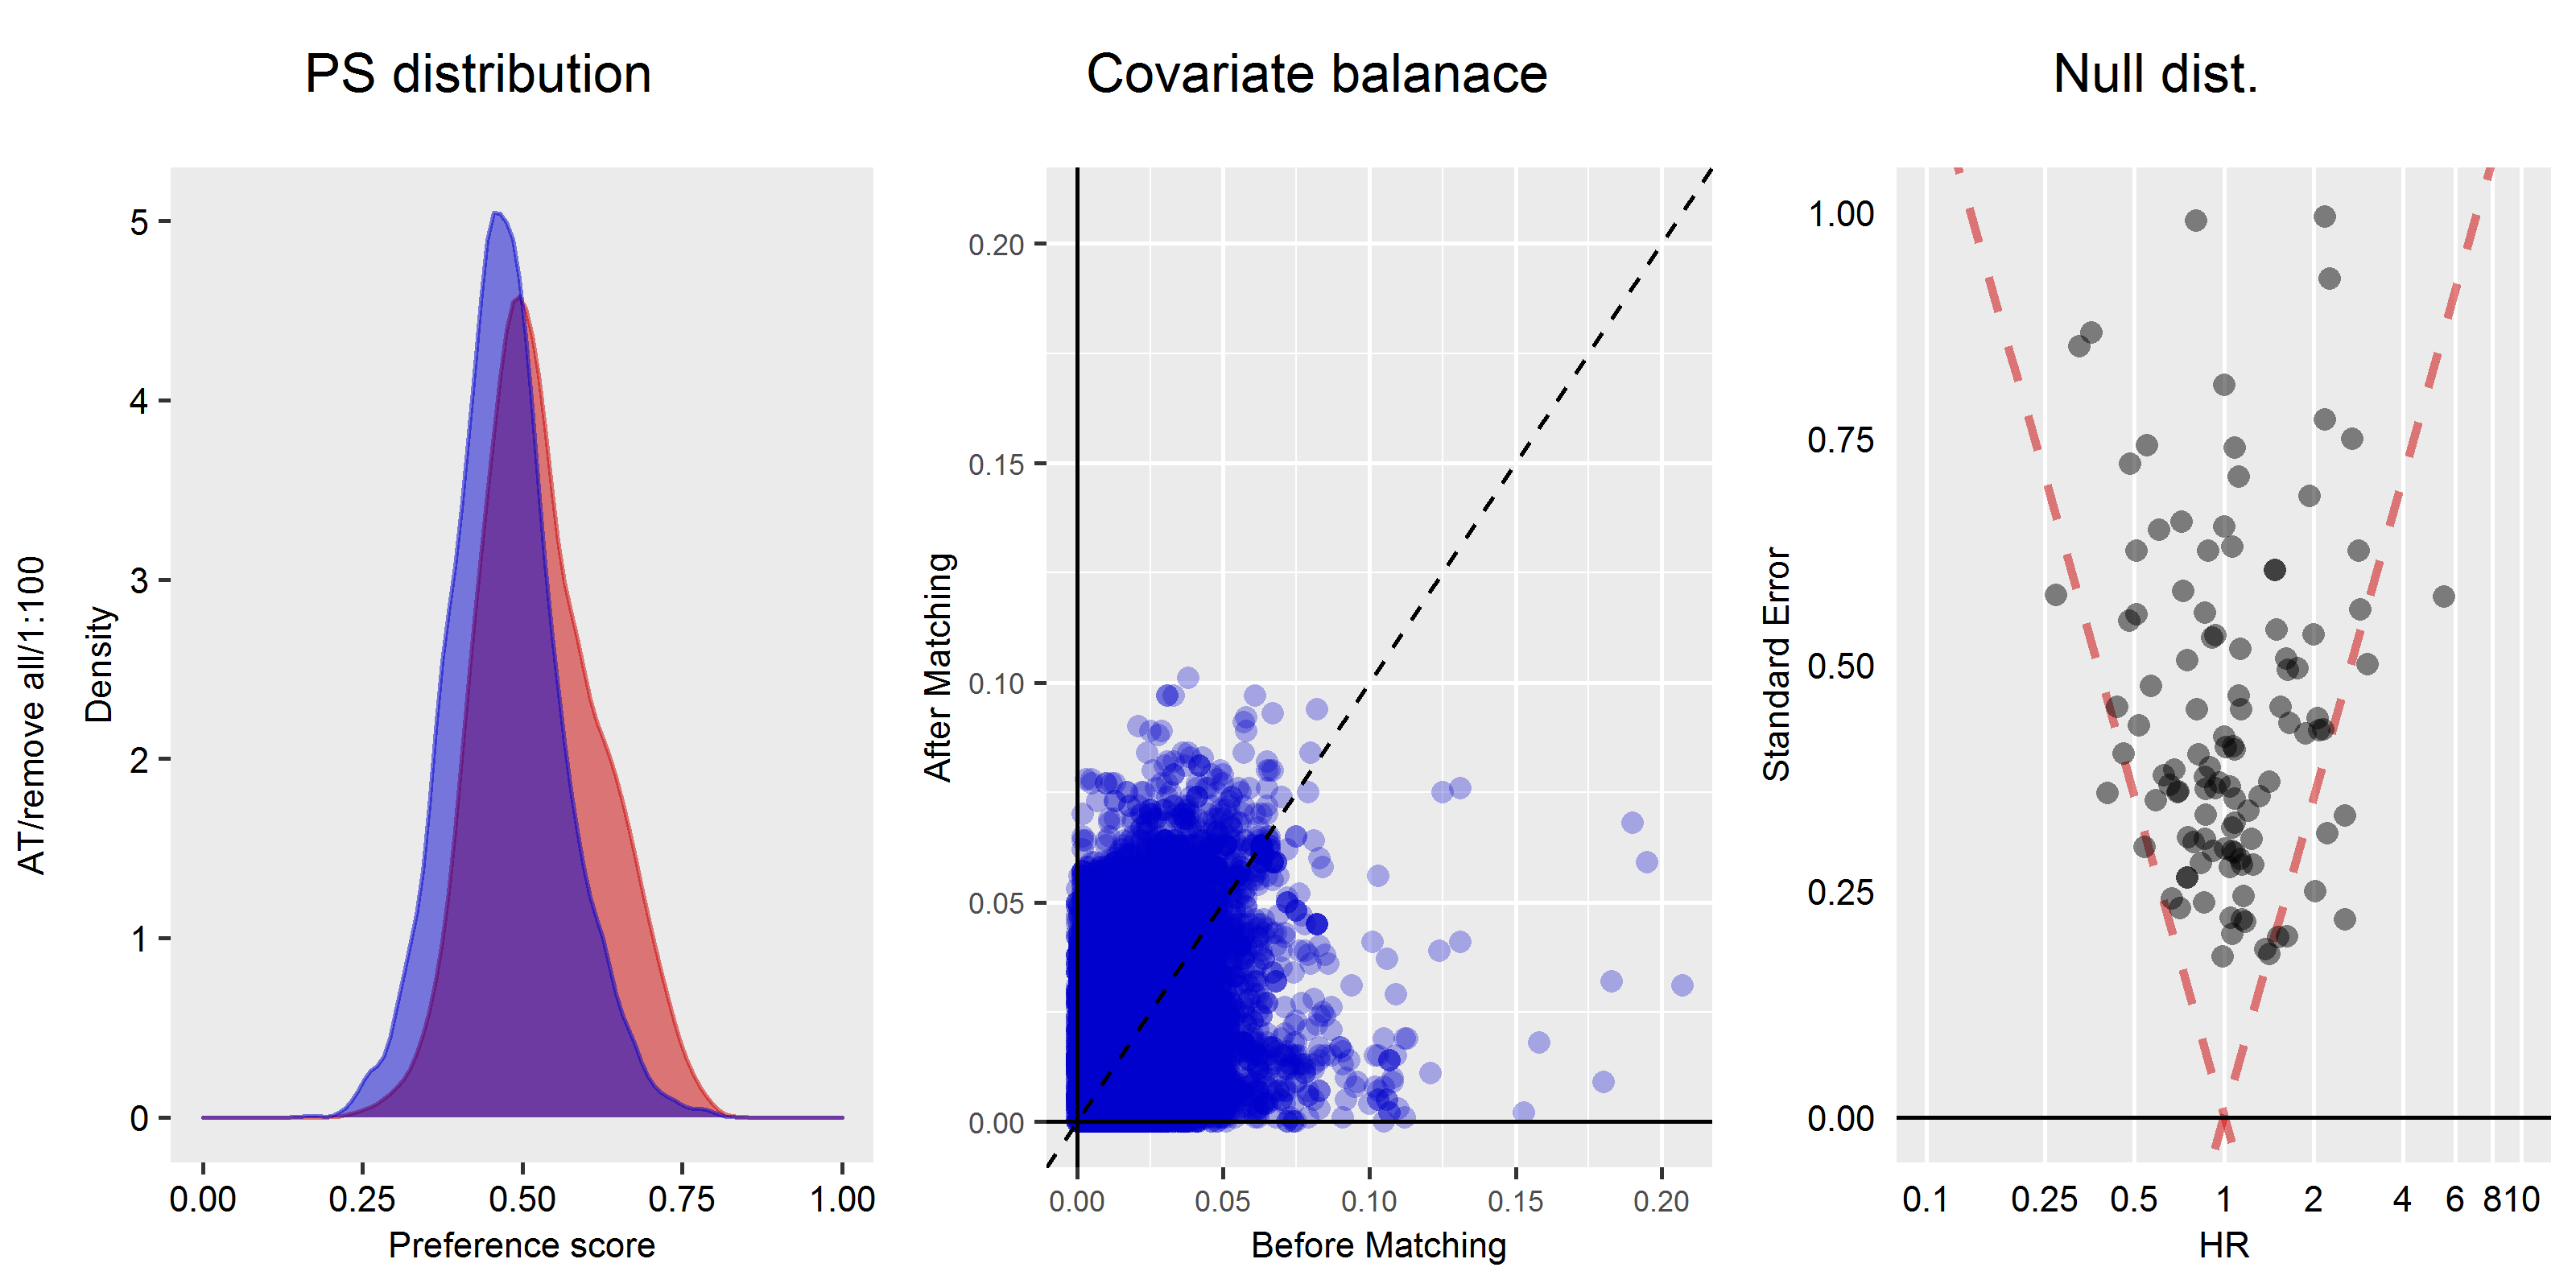 PS distribution
Covariate balanace
Null dist.
AT/remove all/1:100
Density
5
4
3
2
1
0
0.00 0.25 0.50 0.75 1.00
Preference score
After Matching
0.20
0.15
0.10
0.05
0.00
0.00 0.05 0.10 0.15 0.20
Before Matching
Standard Error
1.00
0.75
0.50
0.25
0.00
0.1 0.25 0.5 1 2 4 6 8 10
HR